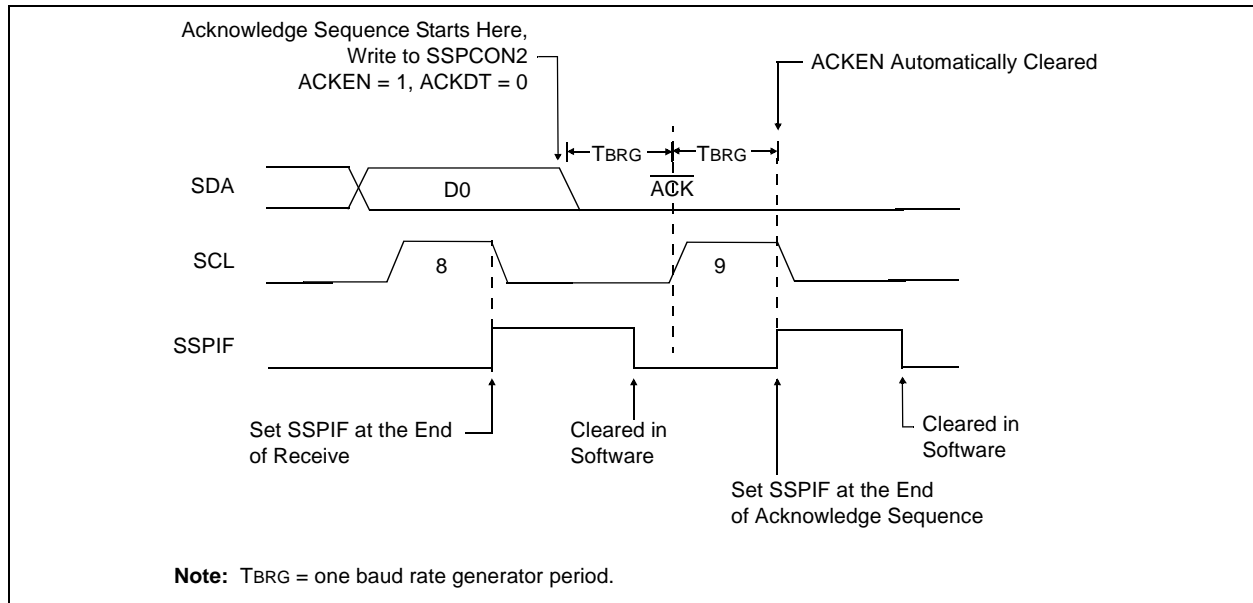 Acknowledge Sequence Starts Here,
Write to SSPCON2
ACKEN = 1, ACKDT = 0
ACKEN Automatically Cleared
TBRG
TBRG
SDA
D0
ACK
SCL
8
9
SSPIF
Set SSPIF at the End
of Receive
Cleared in
Software
Set SSPIF at the End
of Acknowledge Sequence
Cleared in
Software
Note: TBRG = one baud rate generator period.